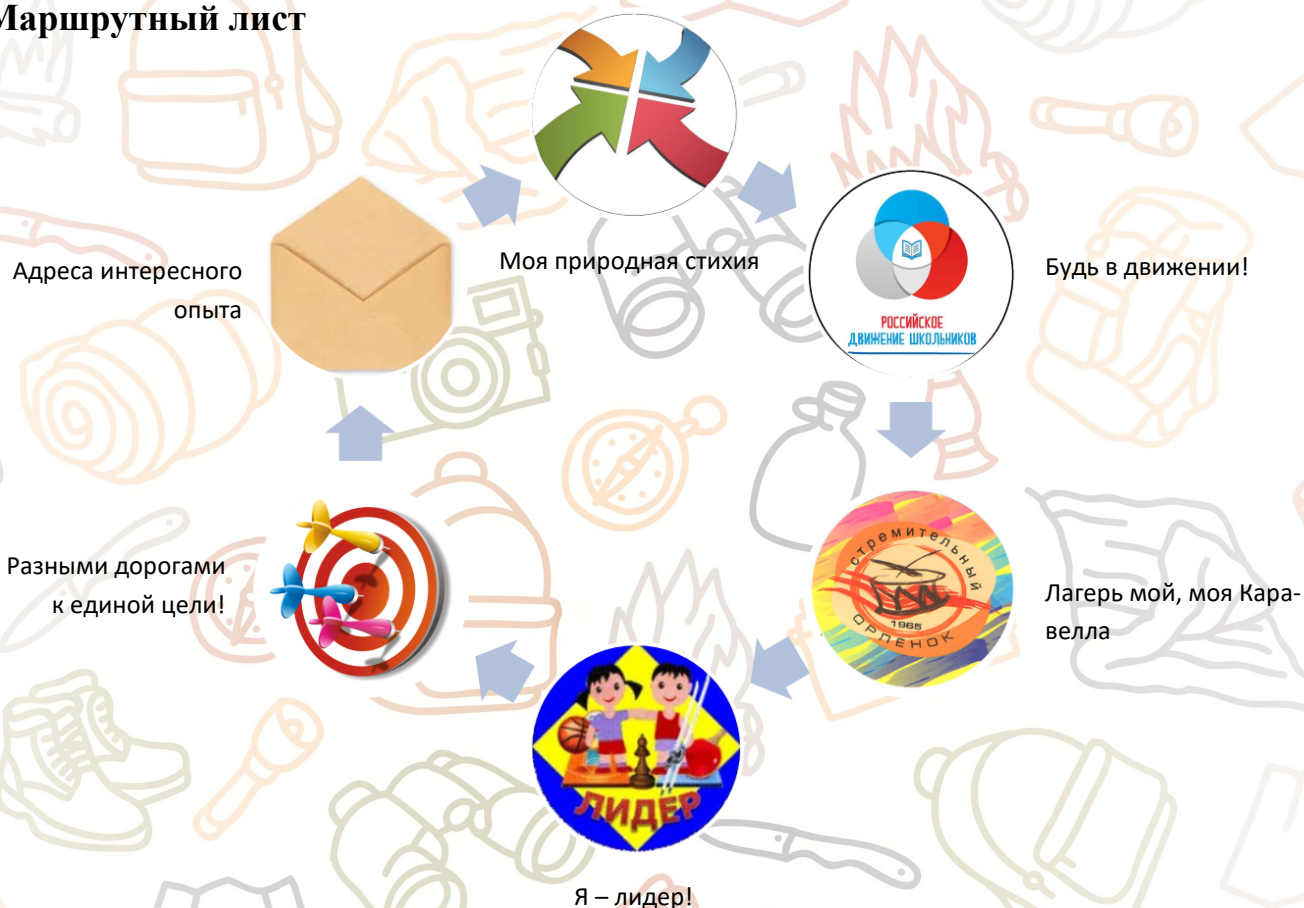 Маршрутный лист
Моя природная стихия
Адреса интересного
опыта
РОССИЙСКОЕ
ДВИЖЕНИЕ ШКОЛЬНИКОВ
Будь в движении!
Разными дорогами
к единой цели!
стремительный
1965
ОРЛЕНОК
Лагерь мой, моя Кара-
велла
ЛИДЕР
Я – лидер!